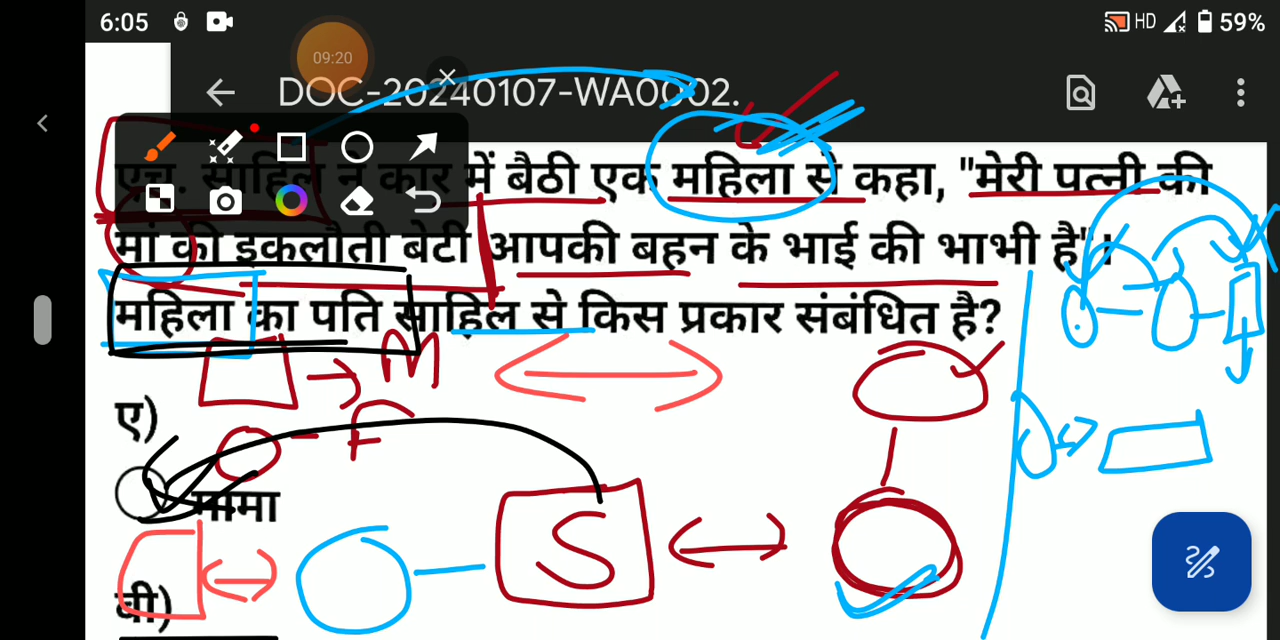 6:05 HD 59%
09:20
DOC-20240107-WA0002.
एच. साहिल ने कार में बैठी एक महिला से कहा, "मेरी पत्नी की
मां की इकलौती बेटी आपकी बहन के भाई की भाभी है"।
महिला का पति साहिल से किस प्रकार संबंधित है?
M
ए)
F
मामा
S
बी)